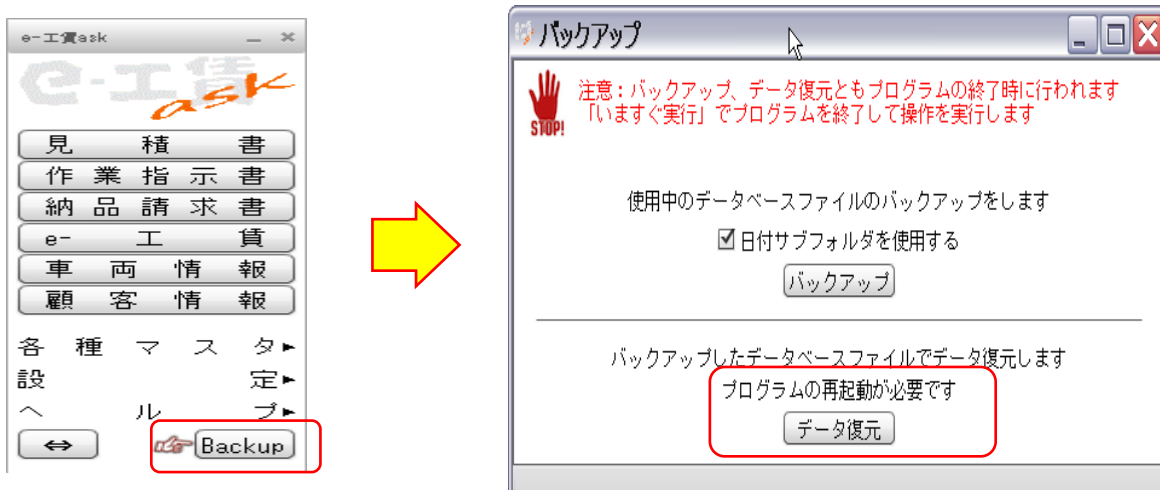 e-工賃ask
e-工賃
ask
見積書
作業指示書
納品請求書
e-工賃
車両情報
顧客情報
各種マスタ▶
設定▶
ヘルプ▶
⇔
Backup
バックアップ
STOP!
注意：バックアップ、データ復元ともプログラムの終了時に行われます
「いますぐ実行」でプログラムを終了して操作を実行します
使用中のデータベースファイルのバックアップをします
日付サブフォルダを使用する
バックアップ
バックアップしたデータベースファイルでデータ復元します
プログラムの再起動が必要です
データ復元